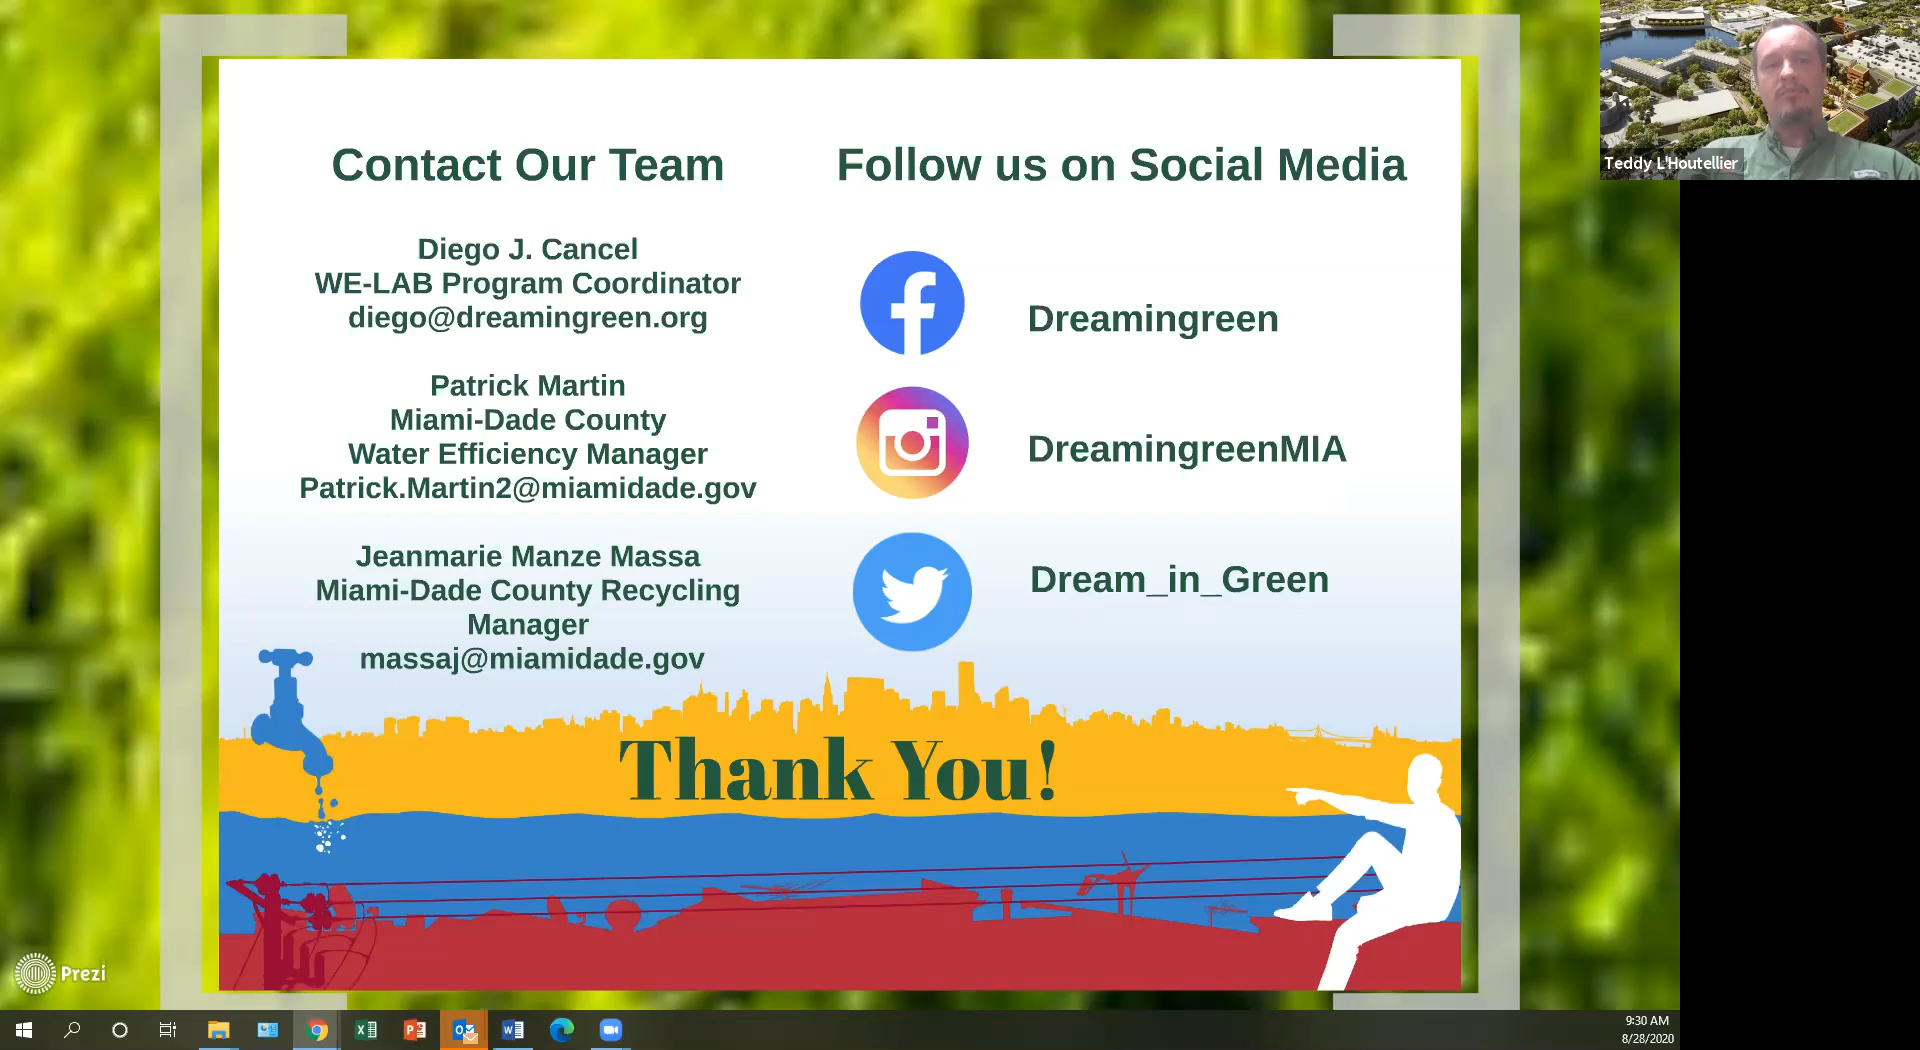 Contact Our Team
Diego J. Cancel
WE-LAB Program Coordinator
diego@dreamingreen.org
Patrick Martin
Miami-Dade County
Water Efficiency Manager
Patrick.Martin2@miamidade.gov
Jeanmarie Manze Massa
Miami-Dade County Recycling
Manager
massaj@miamidade.gov
Follow us on Social Media
Dreamingreen
DreamingreenMIA
Dream_in_Green
Thank You!
Teddy L'Houtellier
Prezi
9:30 AM
8/28/2020